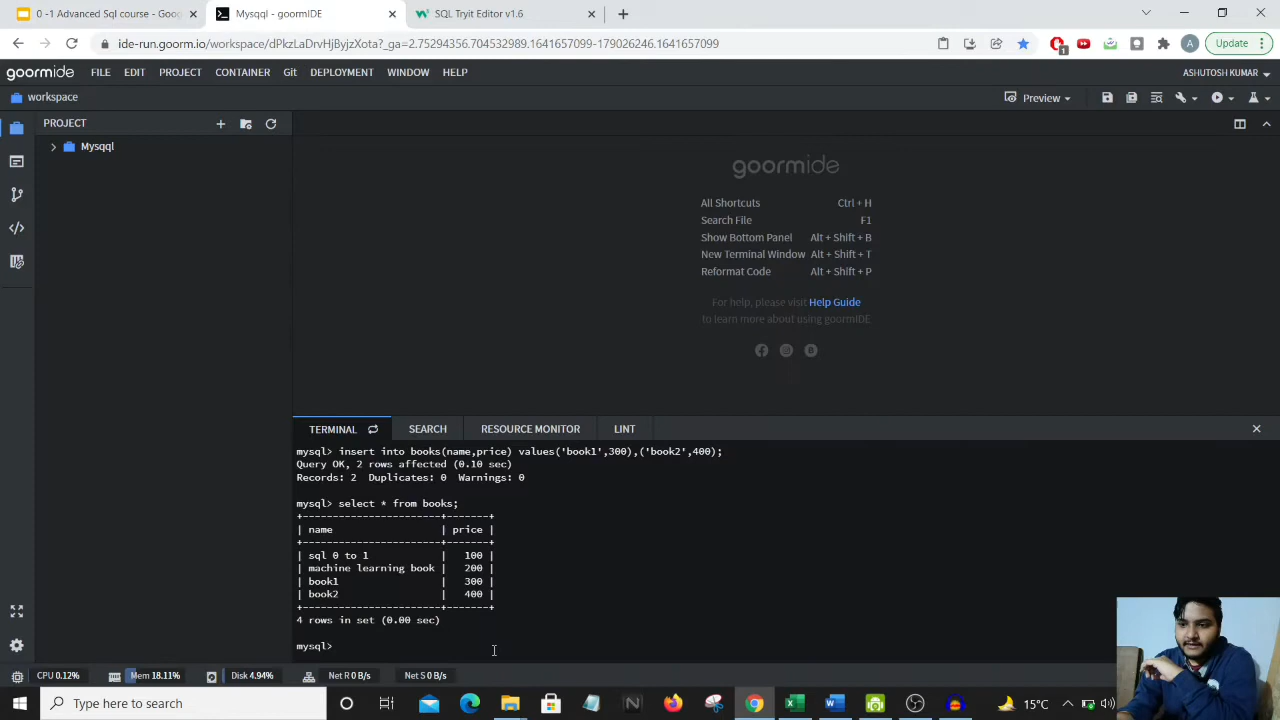 0 -1 Advanced Sql course - Goog
Mysqql - goormIDE
SQL Tryit Editor v1.6
ide-run.goorm.io/workspace/dPkzLaDrvHjByjsYota?_ga=2.75284356.704532989.1641657099-179026246.1641657099
1
A
Update
goormide
FILE EDIT PROJECT CONTAINER Git DEPLOYMENT WINDOW HELP
ASHUTOSH KUMAR
workspace
Preview
PROJECT
Mysqql
goormide
All Shortcuts Ctrl + H
Search File F1
Show Bottom Panel Alt + Shift + B
New Terminal Window Alt + Shift + T
Reformat Code Alt + Shift + P
For help, please visit Help Guide
to learn more about using goormIDE
TERMINAL SEARCH RESOURCE MONITOR LINT
mysql> insert into books(name,price) values('book1',300),('book2',400);
Query OK, 2 rows affected (0.10 sec)
Records: 2 Duplicates: 0 Warnings: 0
mysql> select * from books;
+-----------------------+-------+
| name | price |
+-----------------------+-------+
| sql 0 to 1 | 100 |
| machine learning book | 200 |
| book1 | 300 |
| book2 | 400 |
+-----------------------+-------+
4 rows in set (0.00 sec)
mysql>
CPU 0.12% Mem 18.11% Disk 4.94% Net R 0 B/s Net S 0 B/s
Type here to search
15°C